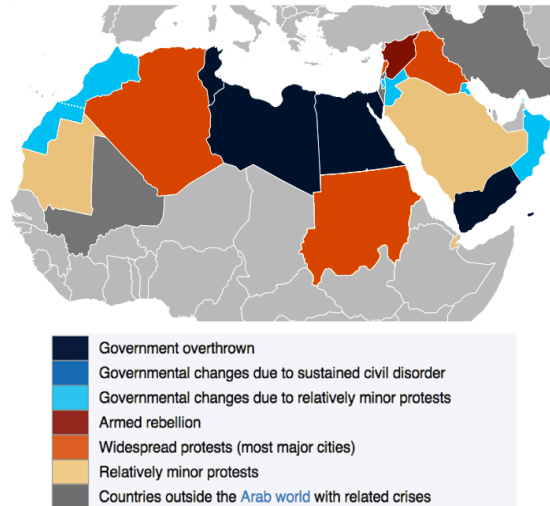 Government overthrown
Governmental changes due to sustained civil disorder
Governmental changes due to relatively minor protests
Armed rebellion
Widespread protests (most major cities)
Relatively minor protests
Countries outside the Arab world with related crises